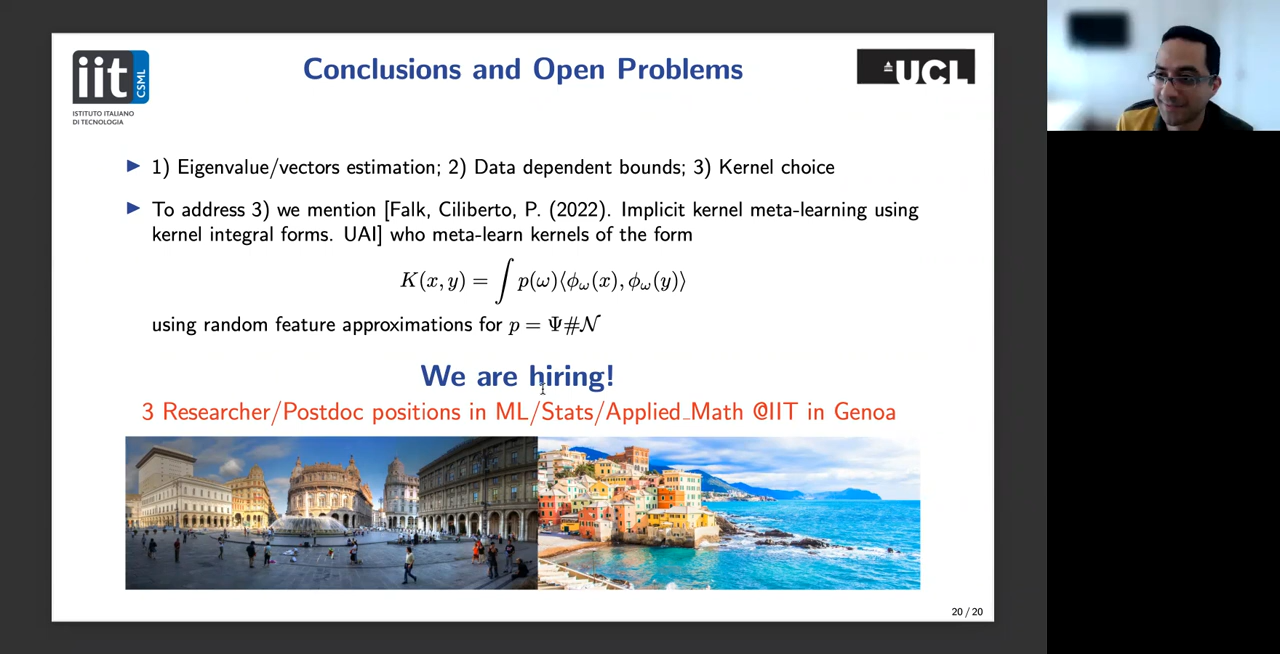 iit
CSML
ISTITUTO ITALIANO
DI TECNOLOGIA
Conclusions and Open Problems
UCL
1) Eigenvalue/vectors estimation; 2) Data dependent bounds; 3) Kernel choice
To address 3) we mention [Falk, Ciliberto, P. (2022). Implicit kernel meta-learning using
kernel integral forms. UAI] who meta-learn kernels of the form
K(x, y) = ∫ p(ω)⟨ϕ_ω(x), ϕ_ω(y)⟩
using random feature approximations for p = Ψ#𝒩
We are hiring!
3 Researcher/Postdoc positions in ML/Stats/Applied_Math @IIT in Genoa
20 / 20